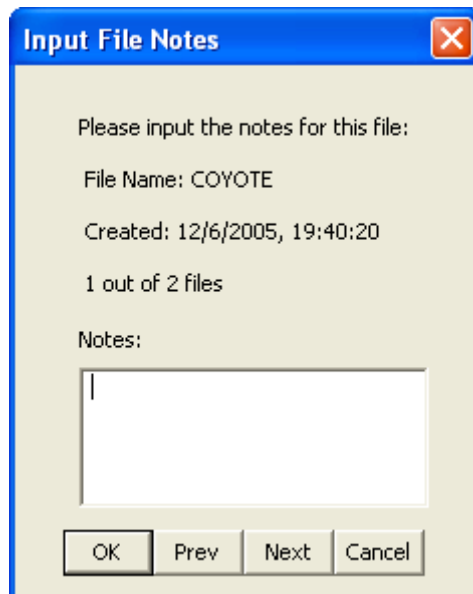 Input File Notes
Please input the notes for this file:
File Name: COYOTE
Created: 12/6/2005, 19:40:20
1 out of 2 files
Notes:
OK Prev Next Cancel